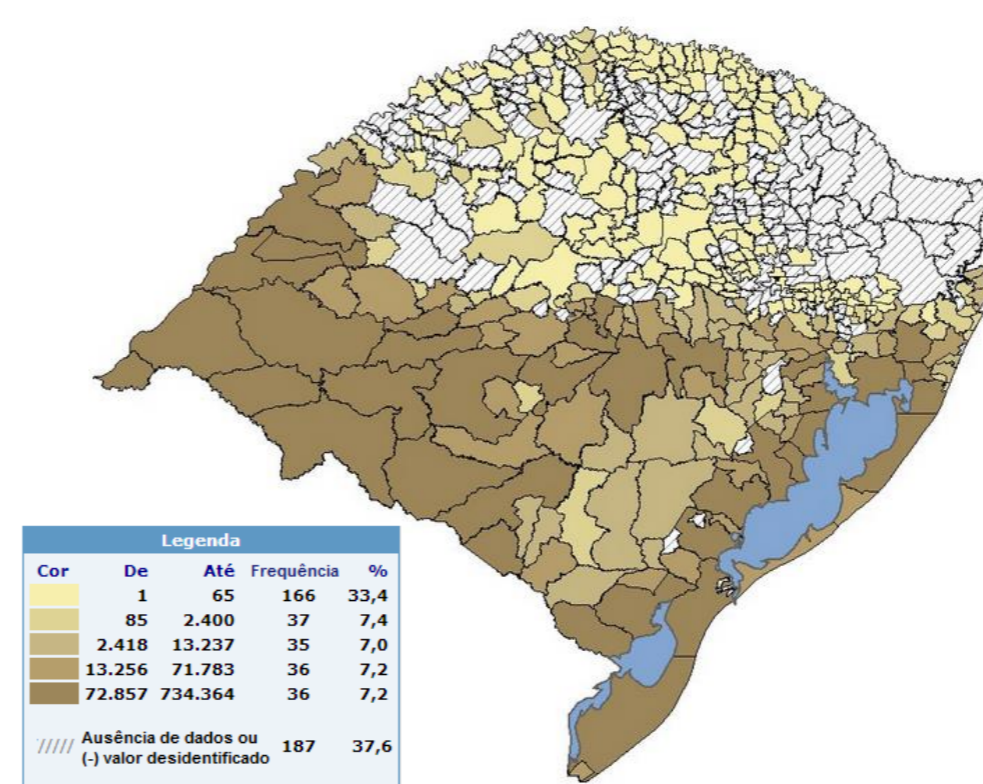 Legenda
Cor De Até Frequência %
1 65 166 33,4
85 2.400 37 7,4
2.418 13.237 35 7,0
13.256 71.783 36 7,2
72.857 734.364 36 7,2
Ausência de dados ou
(-) valor desidentificado 187 37,6